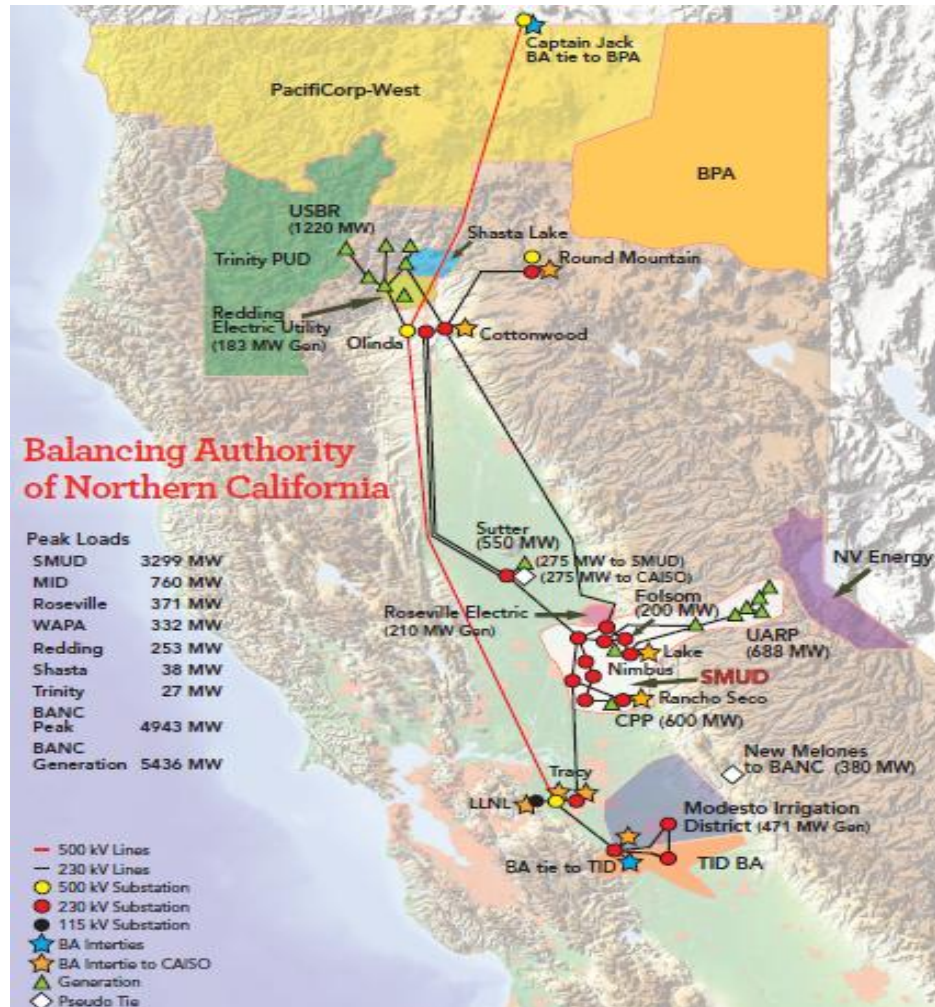 Captain Jack
BA tie to BPA
PacifiCorp-West
BPA
USBR
(1220 MW)
Shasta Lake
Trinity PUD
Round Mountain
Redding
Electric Utility
(183 MW Gen)
Olinda
Cottonwood
Balancing Authority
of Northern California
Peak Loads
SMUD 3299 MW
MID 760 MW
Roseville 371 MW
WAPA 332 MW
Redding 253 MW
Shasta 38 MW
Trinity 27 MW
BANC
Peak 4943 MW
BANC
Generation 5436 MW
Sutter
(550 MW)
(275 MW to SMUD)
(275 MW to CAISO)
NV Energy
Folsom
(200 MW)
Roseville Electric
(210 MW Gen)
UARP
(688 MW)
Lake
Nimbus
SMUD
Rancho Seco
CPP (600 MW)
New Melones
to BANC (380 MW)
Tracy
LLNL
Modesto Irrigation
District (471 MW Gen)
BA tie to TID
TID BA
500 kV Lines
230 kV Lines
500 kV Substation
230 kV Substation
115 kV Substation
BA Interties
BA Intertie to CAISO
Generation
Pseudo Tie